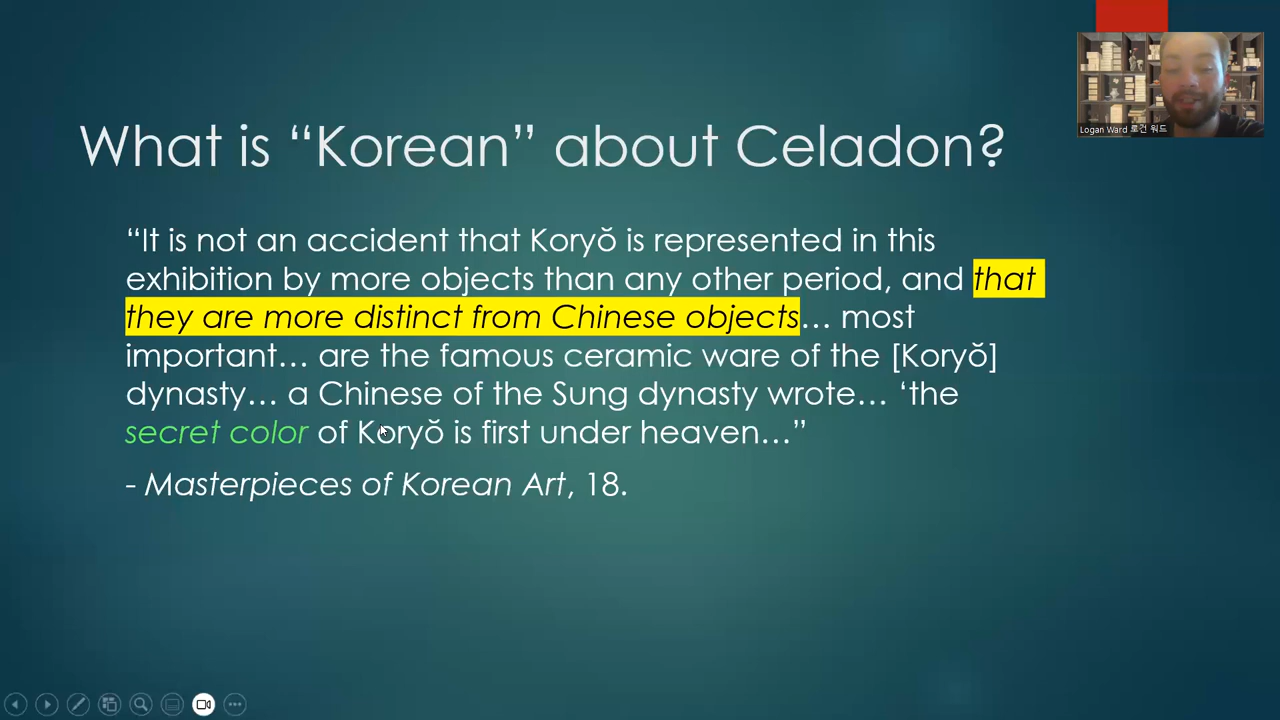 Logan Ward 로건 워드
What is “Korean” about Celadon?
“It is not an accident that Koryŏ is represented in this
exhibition by more objects than any other period, and that
they are more distinct from Chinese objects… most
important… are the famous ceramic ware of the [Koryŏ]
dynasty… a Chinese of the Sung dynasty wrote… ‘the
secret color of Koryŏ is first under heaven…”
- Masterpieces of Korean Art, 18.